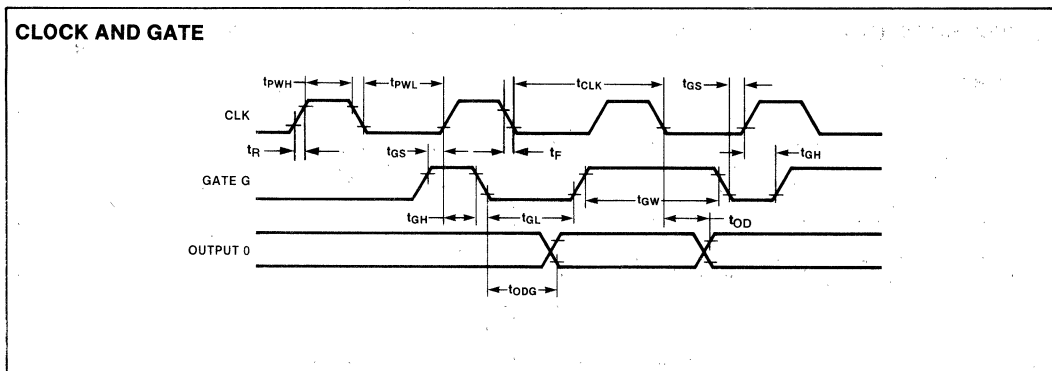 CLOCK AND GATE
tPWH tPWL tCLK tGS
CLK
tR tGS tF tGH
GATE G
tGH tGL tGW tOD
OUTPUT 0
tODG